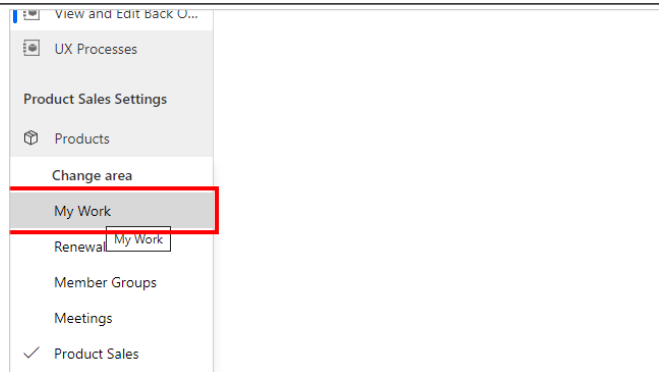 View and Edit Back O...
UX Processes
Product Sales Settings
Products
Change area
My Work
Renewal
My Work
Member Groups
Meetings
Product Sales